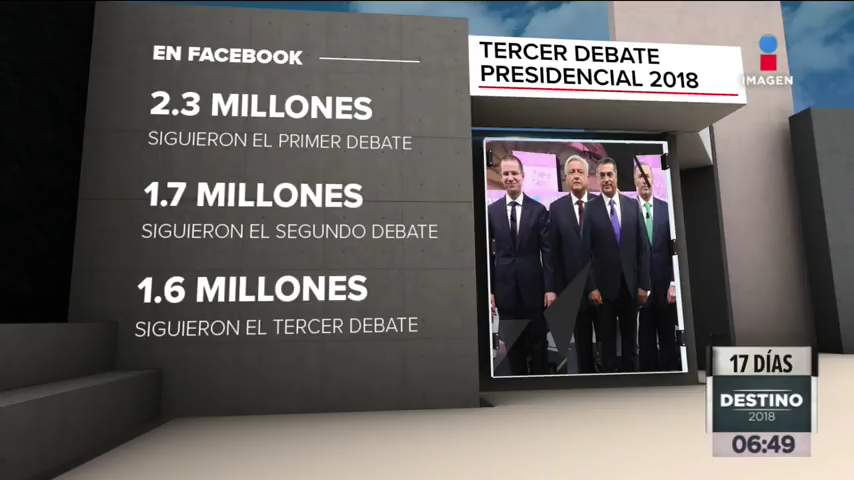 EN FACEBOOK
2.3 MILLONES
SIGUIERON EL PRIMER DEBATE
1.7 MILLONES
SIGUIERON EL SEGUNDO DEBATE
1.6 MILLONES
SIGUIERON EL TERCER DEBATE
TERCER DEBATE
PRESIDENCIAL 2018
IMAGEN
17 DÍAS
DESTINO
2018
06:49